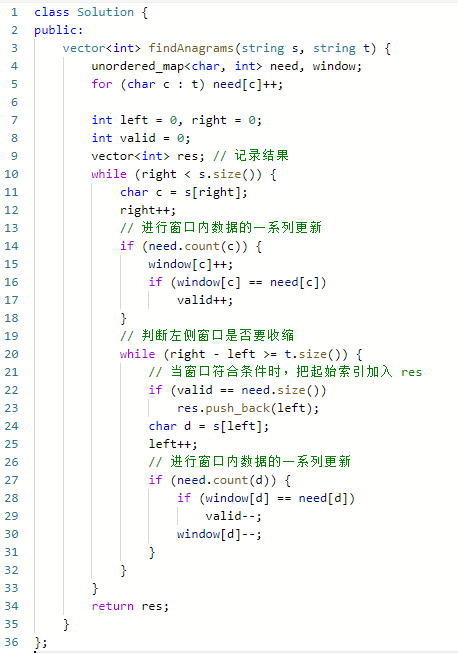 1 class Solution {
2 public:
3     vector<int> findAnagrams(string s, string t) {
4         unordered_map<char, int> need, window;
5         for (char c : t) need[c]++;
6
7         int left = 0, right = 0;
8         int valid = 0;
9         vector<int> res; // 记录结果
10         while (right < s.size()) {
11             char c = s[right];
12             right++;
13             // 进行窗口内数据的一系列更新
14             if (need.count(c)) {
15                 window[c]++;
16                 if (window[c] == need[c])
17                     valid++;
18             }
19             // 判断左侧窗口是否要收缩
20             while (right - left >= t.size()) {
21                 // 当窗口符合条件时，把起始索引加入 res
22                 if (valid == need.size())
23                     res.push_back(left);
24                 char d = s[left];
25                 left++;
26                 // 进行窗口内数据的一系列更新
27                 if (need.count(d)) {
28                     if (window[d] == need[d])
29                         valid--;
30                     window[d]--;
31                 }
32             }
33         }
34         return res;
35     }
36 };